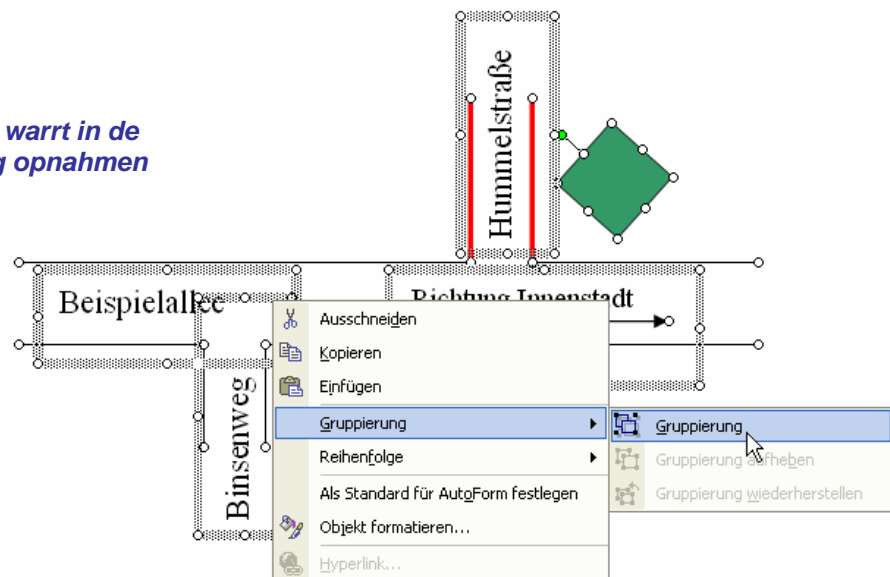 warrt in de
opnahmen
Hummelstraße
Beispielallee
Richtung Innenstadt
Binsenweg
Ausschneiden
Kopieren
Einfügen
Gruppierung
Reihenfolge
Als Standard für AutoForm festlegen
Objekt formatieren...
Hyperlink...
Gruppierung
Gruppierung aufheben
Gruppierung wiederherstellen